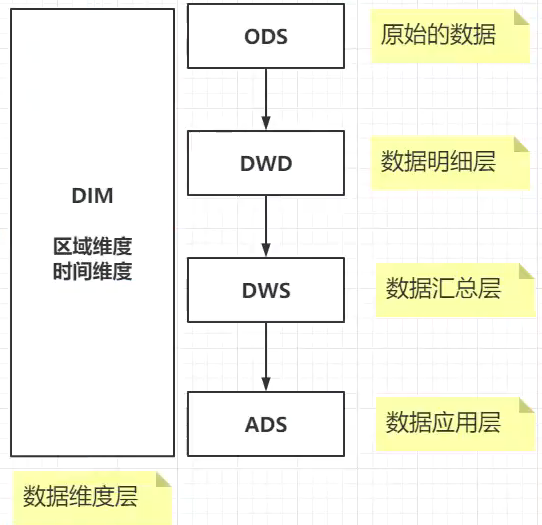 ODS
原始的数据
DWD
数据明细层
DIM
区域维度
时间维度
DWS
数据汇总层
ADS
数据应用层
数据维度层